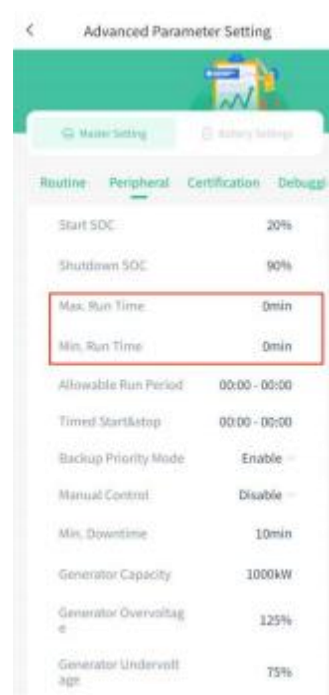 Advanced Parameter Setting
Master Setting Battery Settings
Routine Peripheral Certification Debuggi
Start SOC 20%
Shutdown SOC 90%
Max. Run Time 0min
Min. Run Time 0min
Allowable Run Period 00:00 - 00:00
Timed Start&stop 00:00 - 00:00
Backup Priority Mode Enable
Manual Control Disable
Min. Downtime 10min
Generator Capacity 1000kW
Generator Overvoltag
e 125%
Generator Undervolt
age 75%